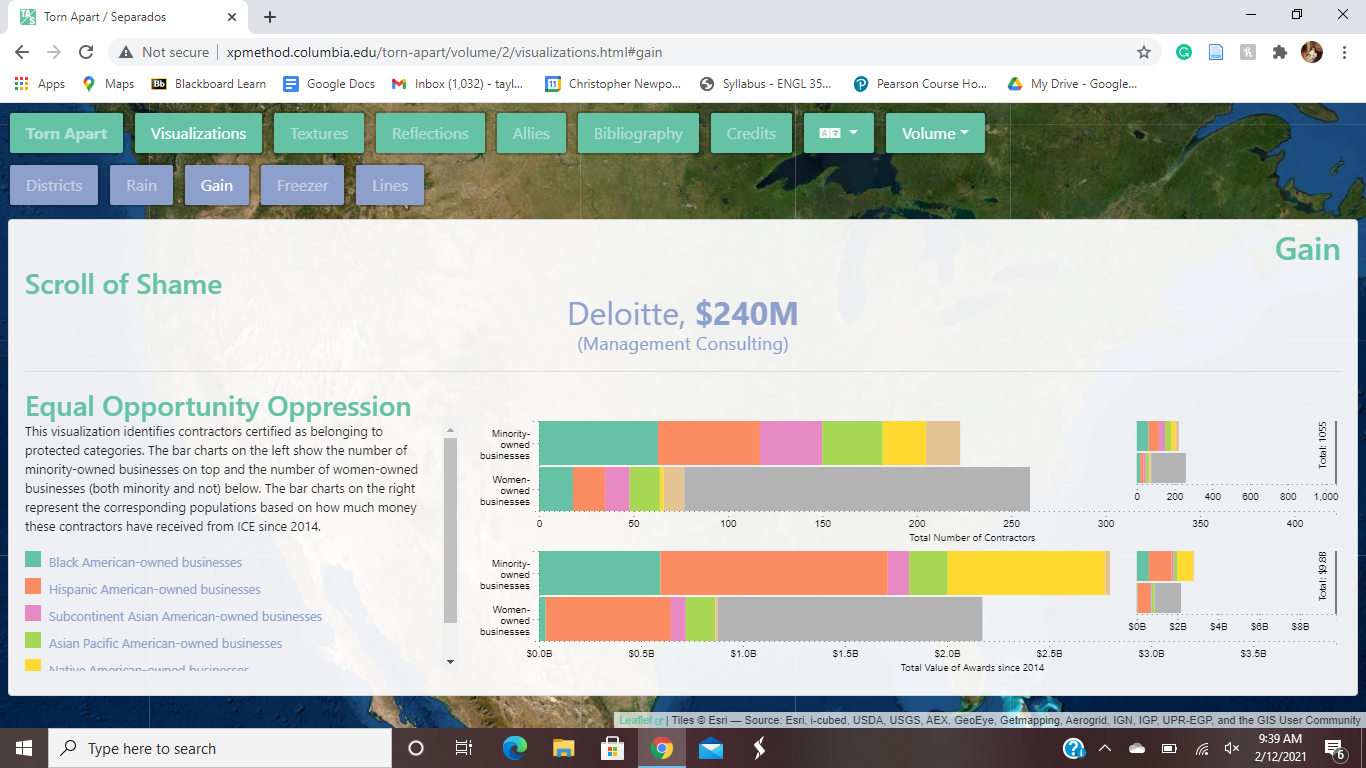 Torn Apart / Separados
Not secure xpmethod.columbia.edu/torn-apart/volume/2/visualizations.html#gain
Apps Maps Bb Blackboard Learn Google Docs Inbox (1,032) - tayl... Christopher Newpo... Syllabus - ENGL 35... Pearson Course Ho... My Drive - Google...
Torn Apart Visualizations Textures Reflections Allies Bibliography Credits Volume
Districts Rain Gain Freezer Lines
Gain
Scroll of Shame
Deloitte, $240M
(Management Consulting)
Equal Opportunity Oppression
This visualization identifies contractors certified as belonging to
protected categories. The bar charts on the left show the number of
minority-owned businesses on top and the number of women-owned
businesses (both minority and not) below. The bar charts on the right
represent the corresponding populations based on how much money
these contractors have received from ICE since 2014.
Black American-owned businesses
Hispanic American-owned businesses
Subcontinent Asian American-owned businesses
Asian Pacific American-owned businesses
Native American-owned businesses
Minority-
owned
businesses
Women-
owned
businesses
0 50 100 150 200 250 300 350 400
Total Number of Contractors
Total: 1055
0 200 400 600 800 1,000
Minority-
owned
businesses
Women-
owned
businesses
$0.0B $0.5B $1.0B $1.5B $2.0B $2.5B $3.0B $3.5B
Total Value of Awards since 2014
Total: $9.8B
$0B $2B $4B $6B $8B
Leaflet | Tiles © Esri — Source: Esri, i-cubed, USDA, USGS, AEX, GeoEye, Getmapping, Aerogrid, IGN, IGP, UPR-EGP, and the GIS User Community
Type here to search
9:39 AM
2/12/2021
6